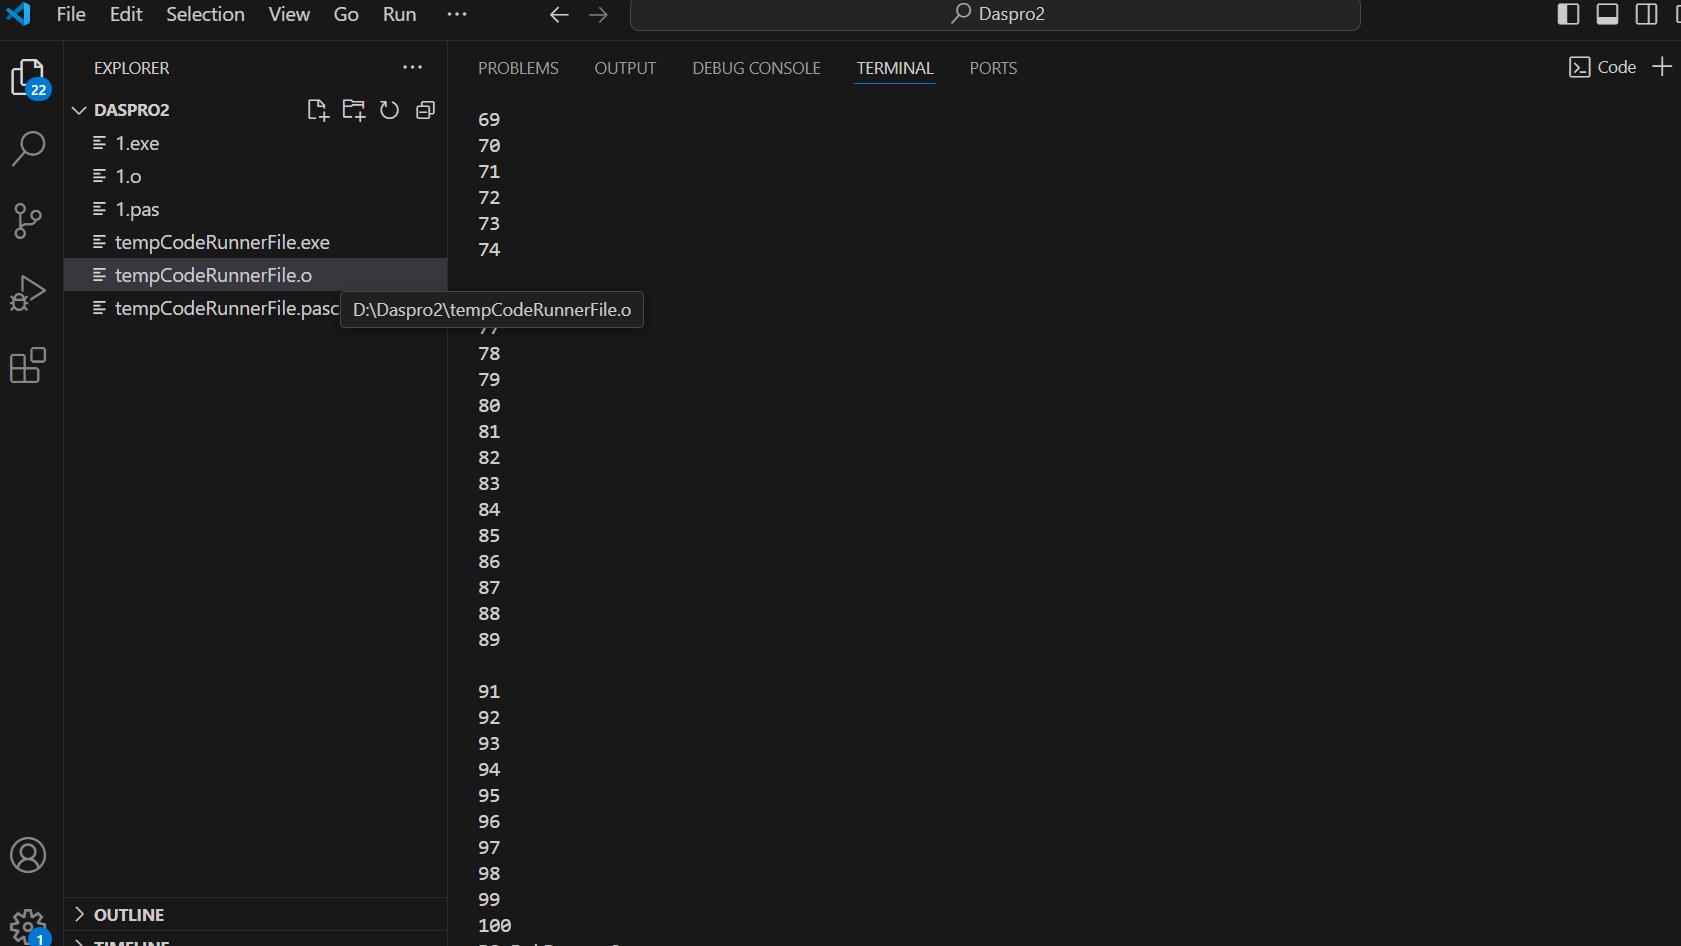 File Edit Selection View Go Run ...
Daspro2
22
EXPLORER ...
DASPRO2
1.exe
1.o
1.pas
tempCodeRunnerFile.exe
tempCodeRunnerFile.o
tempCodeRunnerFile.pasc
D:\Daspro2\tempCodeRunnerFile.o
OUTLINE
TIMELINE
1
PROBLEMS OUTPUT DEBUG CONSOLE TERMINAL PORTS
Code
69
70
71
72
73
74
77
78
79
80
81
82
83
84
85
86
87
88
89
91
92
93
94
95
96
97
98
99
100